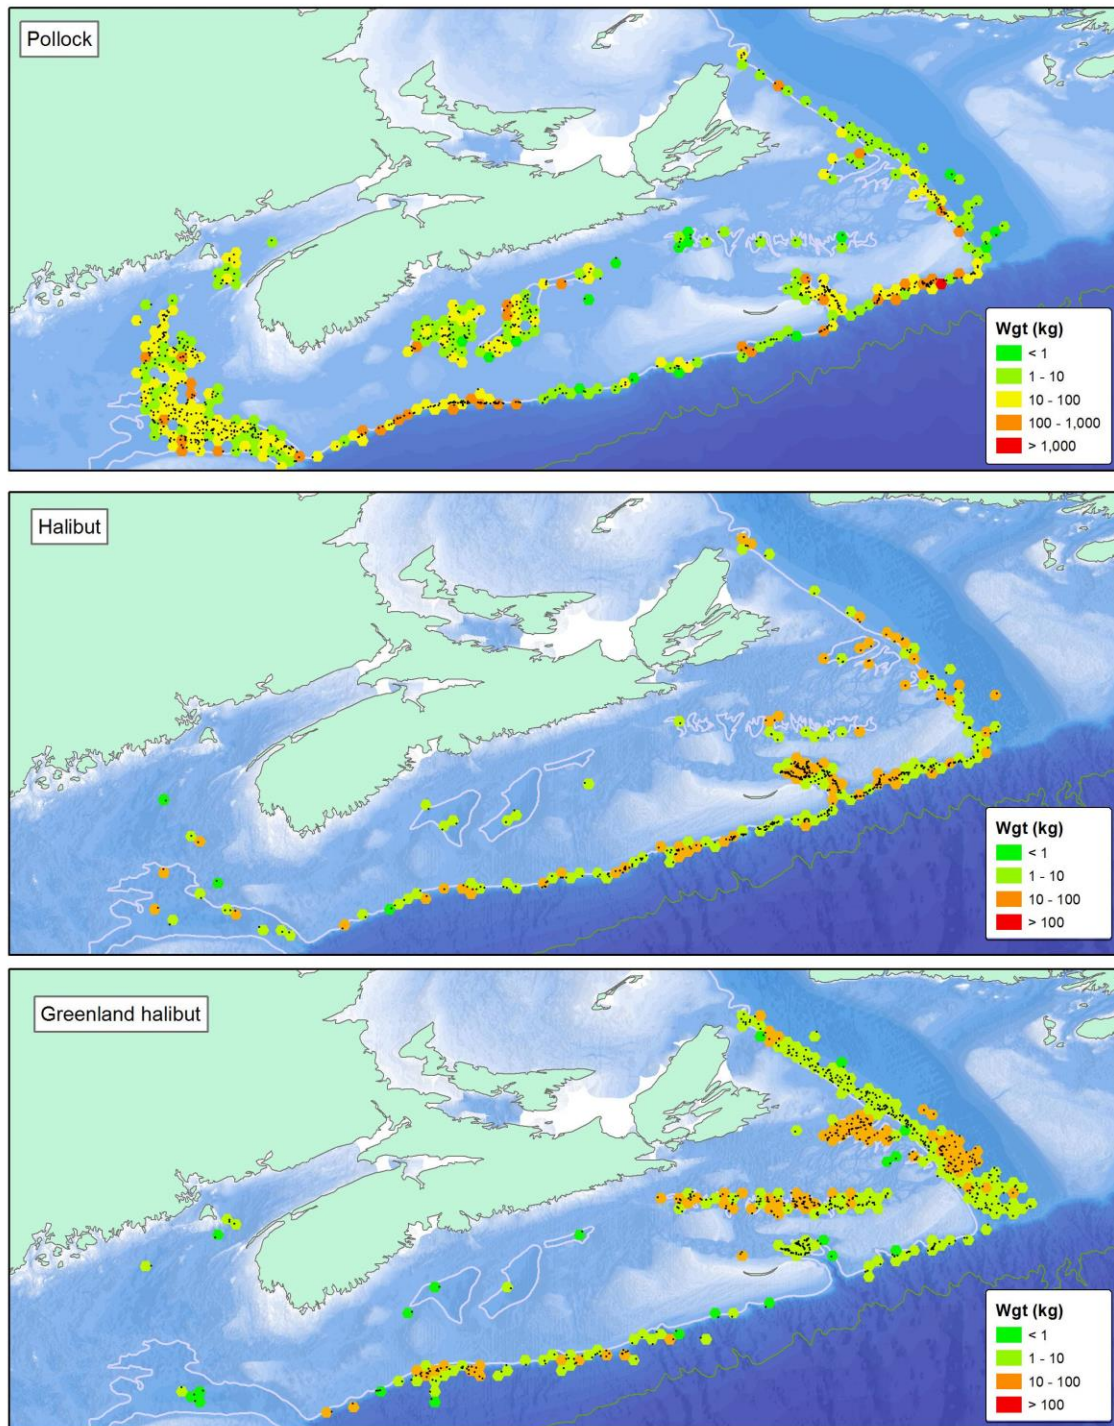 Pollock
Wgt (kg)
< 1
1 - 10
10 - 100
100 - 1,000
> 1,000
Halibut
Wgt (kg)
< 1
1 - 10
10 - 100
> 100
Greenland halibut
Wgt (kg)
< 1
1 - 10
10 - 100
> 100